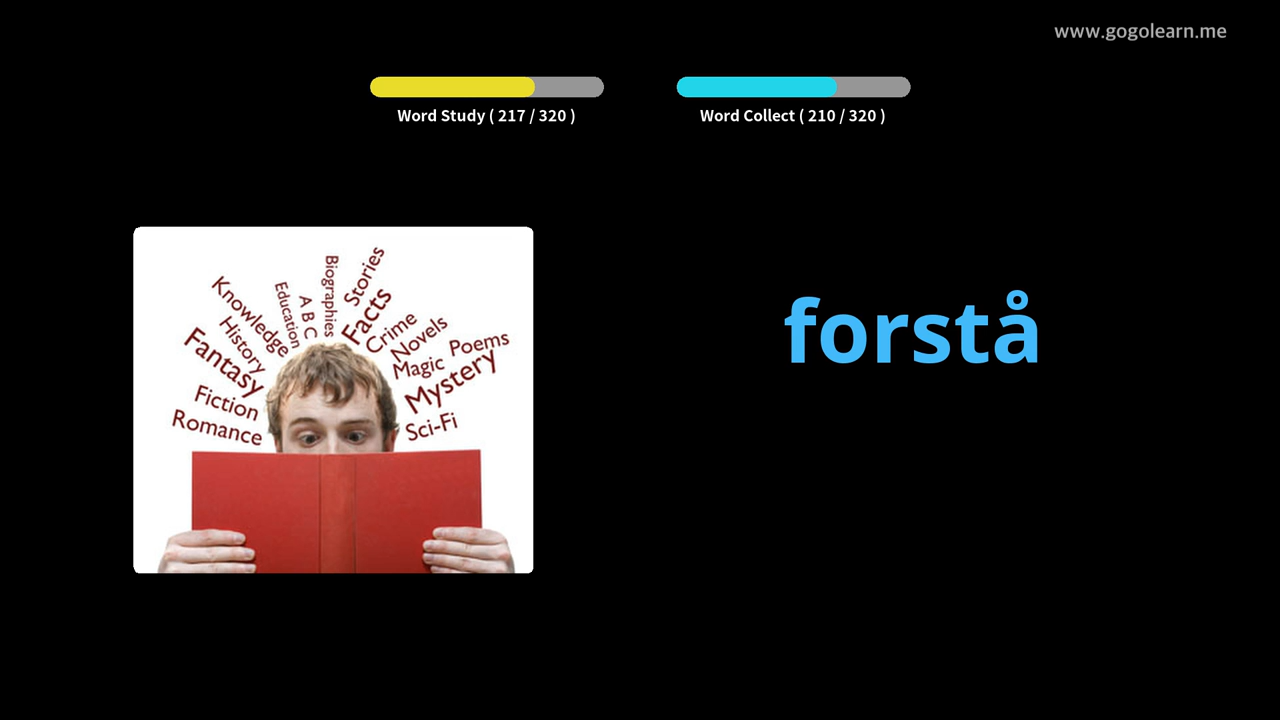 www.gogolearn.me
Word Study ( 217 / 320 )
Word Collect ( 210 / 320 )
forstå
Romance
Fiction
Fantasy
History
Knowledge
Education
A B C
Biographies
Stories
Facts
Crime
Novels
Magic
Poems
Mystery
Sci-Fi